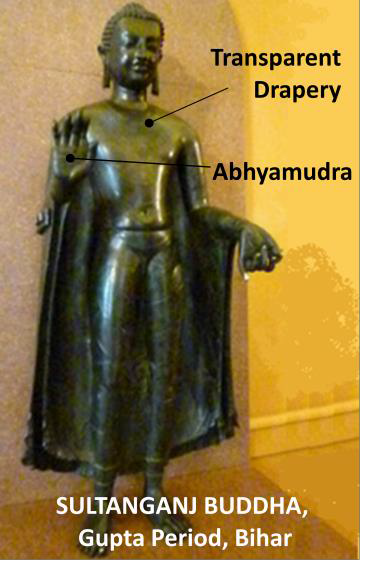 Transparent
Drapery
Abhyamudra
SULTANGANJ BUDDHA,
Gupta Period, Bihar